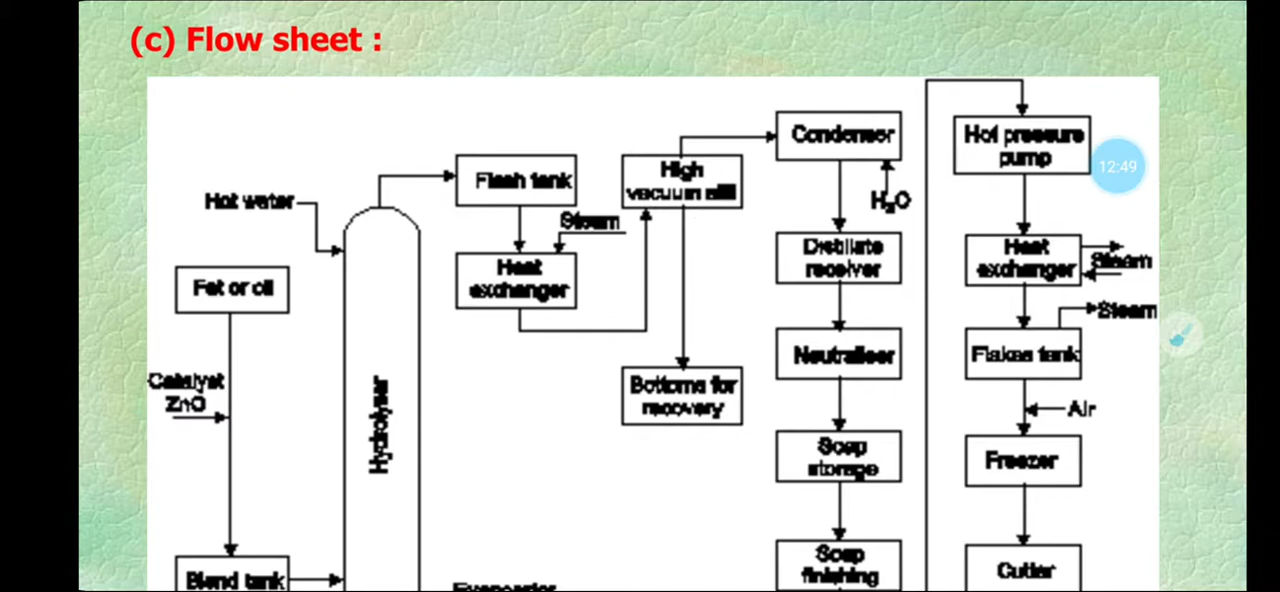 (c) Flow sheet :
Hot water
Fat or oil
Catalyst
ZnO
Blend tank
Hydrolyser
Flash tank
Steam
Heat
exchanger
High
vacuum still
Bottoms for
recovery
Evaporator
Condenser
H₂O
Distillate
receiver
Neutraliser
Soap
storage
Soap
finishing
Hot pressure
pump
12:49
Heat
exchanger
Steam
Steam
Flakes tank
Air
Freezer
Cutter